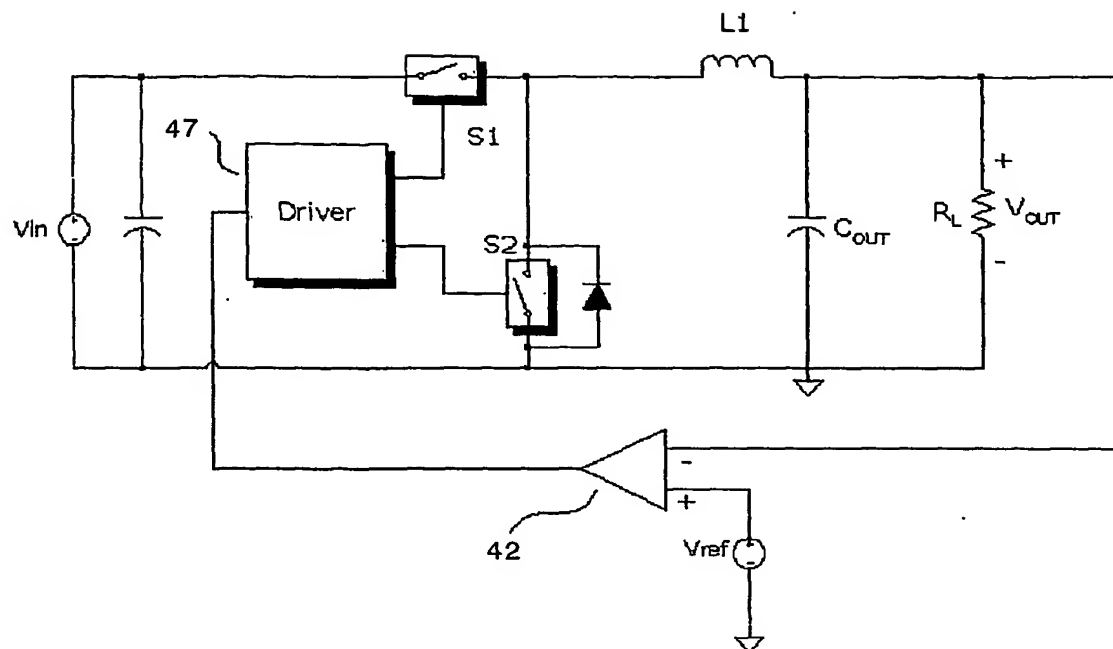 L1
S1
47
Driver
VIn
S2
COUT
RL
+
VOUT
-
-
+
42
Vref